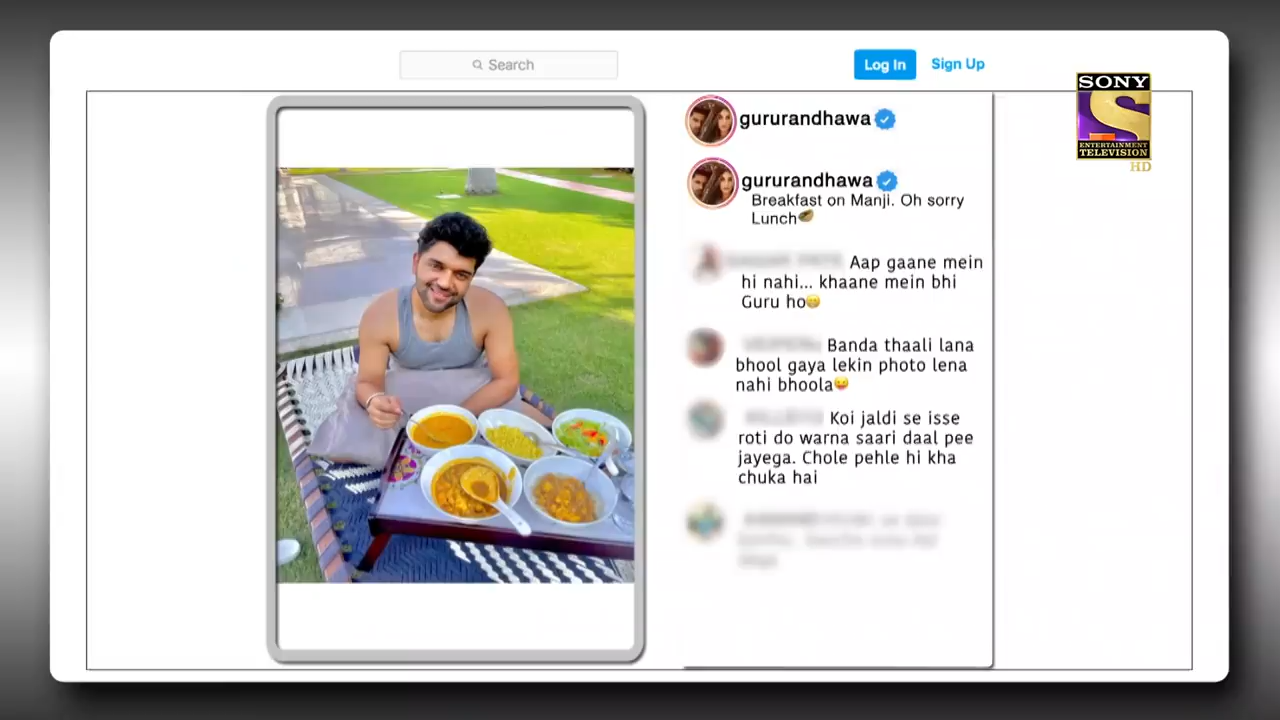 Search
Log In
Sign Up
SONY
ENTERTAINMENT
TELEVISION
HD
gururandhawa
gururandhawa
Breakfast on Manji. Oh sorry
Lunch
Aap gaane mein
hi nahi... khaane mein bhi
Guru ho😁
Banda thaali lana
bhool gaya lekin photo lena
nahi bhoola😛
Koi jaldi se isse
roti do warna saari daal pee
jayega. Chole pehle hi kha
chuka hai